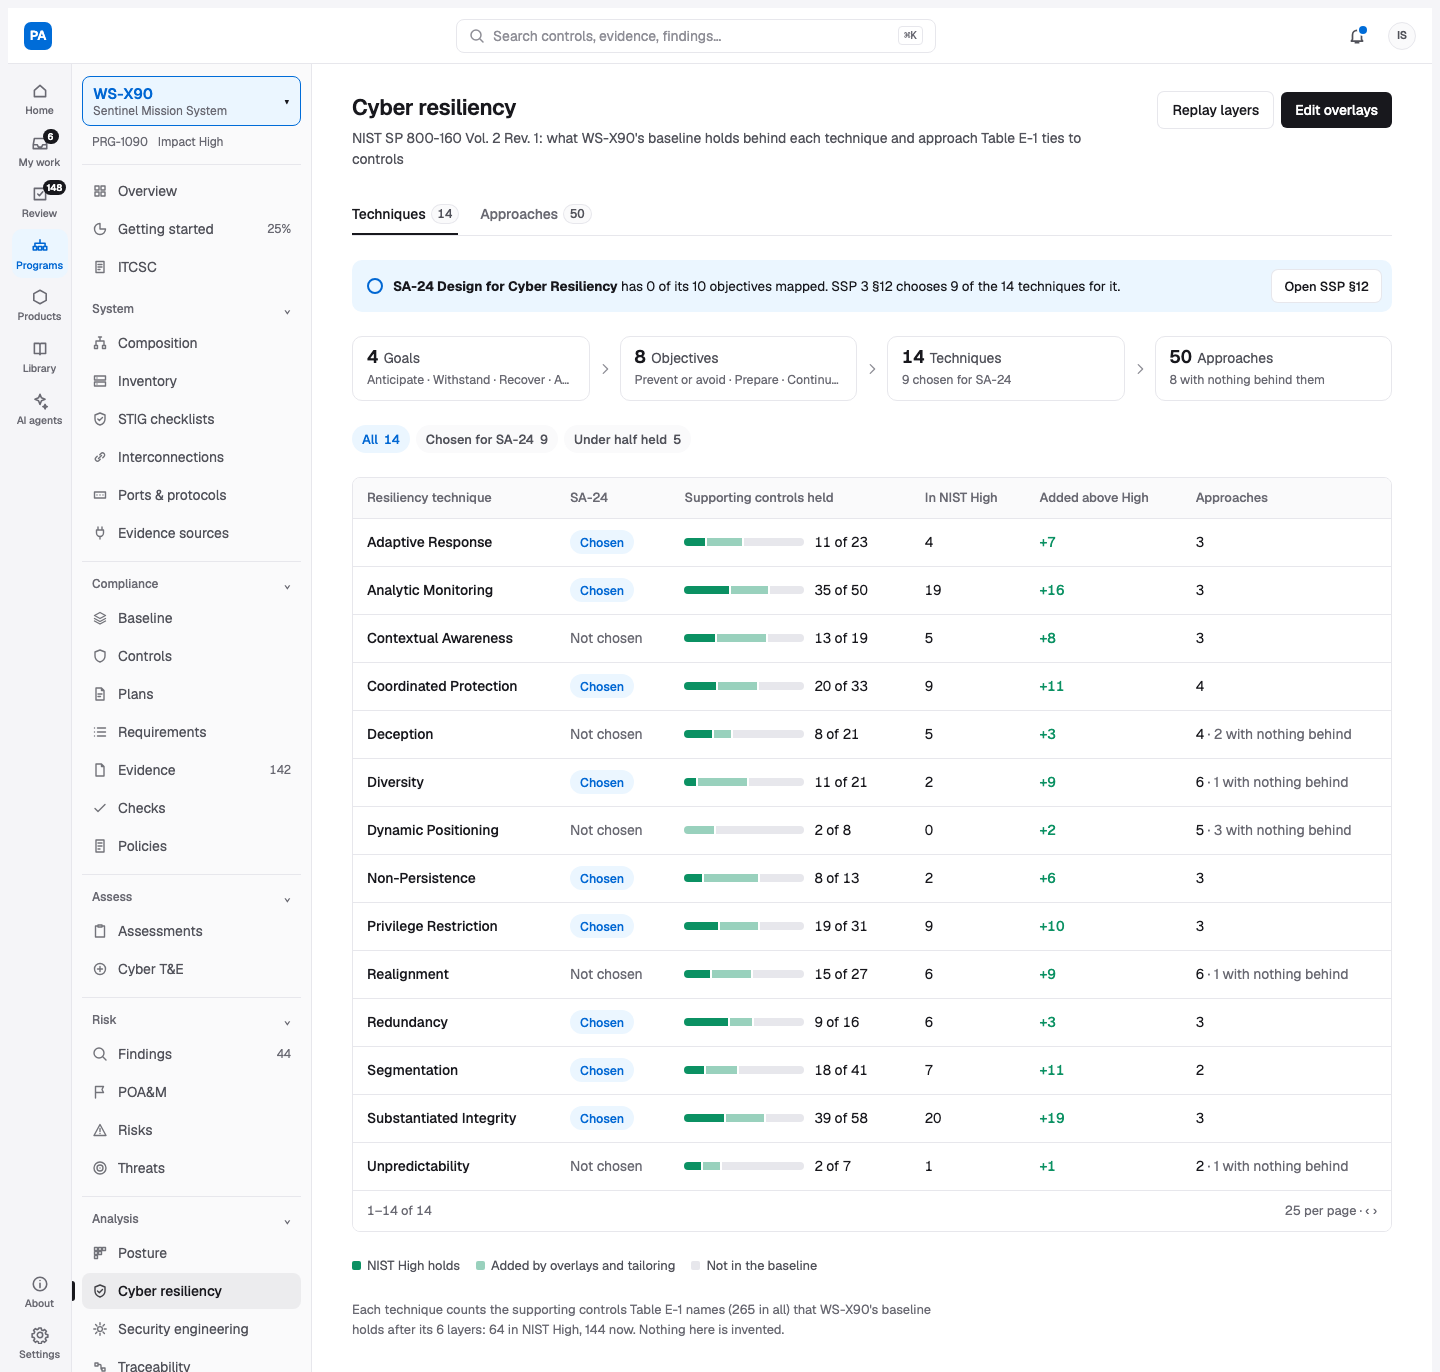 PA
Search controls, evidence, findings...
⌘K
IS
Home
6
My work
148
Review
Programs
Products
Library
AI agents
About
Settings
WS-X90
Sentinel Mission System
PRG-1090 Impact High
Overview
Getting started 25%
ITCSC
System
Composition
Inventory
STIG checklists
Interconnections
Ports & protocols
Evidence sources
Compliance
Baseline
Controls
Plans
Requirements
Evidence 142
Checks
Policies
Assess
Assessments
Cyber T&E
Risk
Findings 44
POA&M
Risks
Threats
Analysis
Posture
Cyber resiliency
Security engineering
Traceability
Cyber resiliency
NIST SP 800-160 Vol. 2 Rev. 1: what WS-X90's baseline holds behind each technique and approach Table E-1 ties to
controls
Replay layers
Edit overlays
Techniques 14 Approaches 50
SA-24 Design for Cyber Resiliency has 0 of its 10 objectives mapped. SSP 3 §12 chooses 9 of the 14 techniques for it.
Open SSP §12
4 Goals
Anticipate · Withstand · Recover · A...
8 Objectives
Prevent or avoid · Prepare · Continu...
14 Techniques
9 chosen for SA-24
50 Approaches
8 with nothing behind them
All 14 Chosen for SA-24 9 Under half held 5
Resiliency technique SA-24 Supporting controls held In NIST High Added above High Approaches
Adaptive Response Chosen 11 of 23 4 +7 3
Analytic Monitoring Chosen 35 of 50 19 +16 3
Contextual Awareness Not chosen 13 of 19 5 +8 3
Coordinated Protection Chosen 20 of 33 9 +11 4
Deception Not chosen 8 of 21 5 +3 4 · 2 with nothing behind
Diversity Chosen 11 of 21 2 +9 6 · 1 with nothing behind
Dynamic Positioning Not chosen 2 of 8 0 +2 5 · 3 with nothing behind
Non-Persistence Chosen 8 of 13 2 +6 3
Privilege Restriction Chosen 19 of 31 9 +10 3
Realignment Not chosen 15 of 27 6 +9 6 · 1 with nothing behind
Redundancy Chosen 9 of 16 6 +3 3
Segmentation Chosen 18 of 41 7 +11 2
Substantiated Integrity Chosen 39 of 58 20 +19 3
Unpredictability Not chosen 2 of 7 1 +1 2 · 1 with nothing behind
1–14 of 14
25 per page · ‹ ›
NIST High holds Added by overlays and tailoring Not in the baseline
Each technique counts the supporting controls Table E-1 names (265 in all) that WS-X90's baseline
holds after its 6 layers: 64 in NIST High, 144 now. Nothing here is invented.